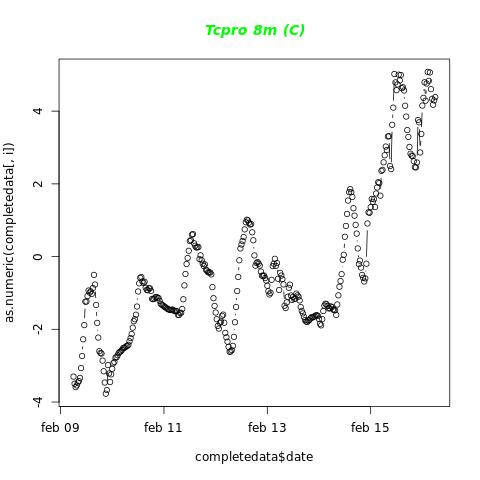 Tcpro 8m (C)
as.numeric(completedata[, i])
4
2
0
-2
-4
feb 09
feb 11
feb 13
feb 15
completedata$date